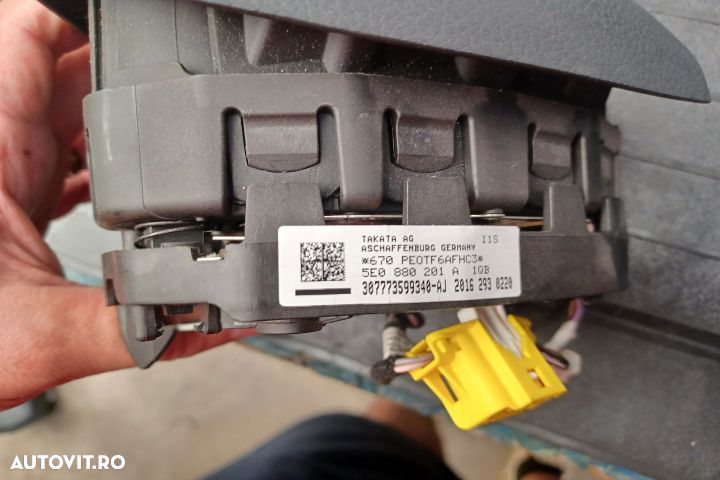 TAKATA AG 11S
ASCHAFFENBURG GERMANY
*670 PEOTF6AFHC3*
5E0 880 201 A 1QB
307773599340-AJ 2016 293 0220
AUTOVIT.RO